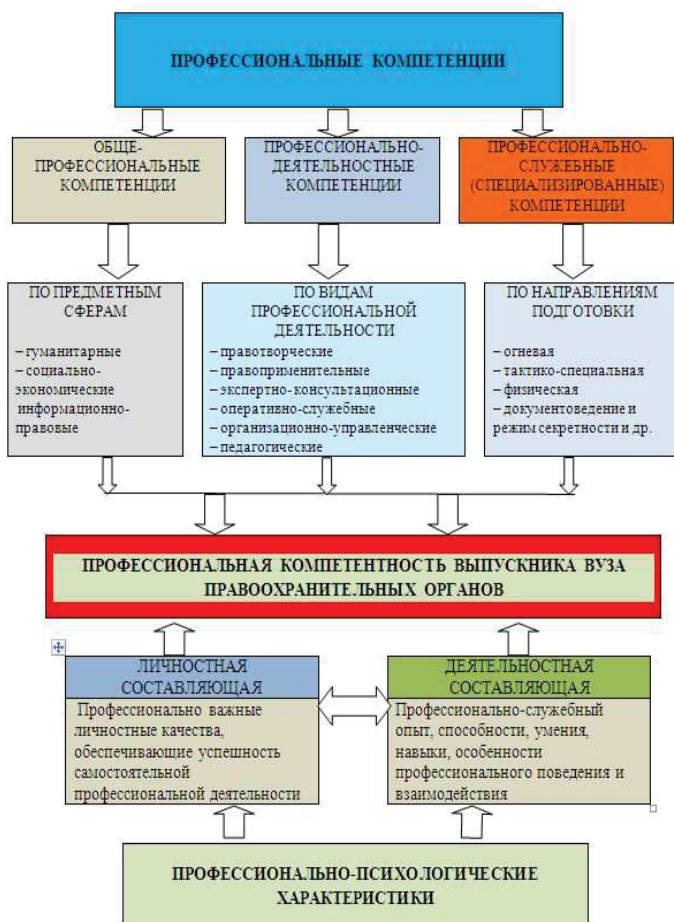 ПРОФЕССИОНАЛЬНЫЕ КОМПЕТЕНЦИИ
ОБЩЕ-
ПРОФЕССИОНАЛЬНЫЕ
КОМПЕТЕНЦИИ
ПРОФЕССИОНАЛЬНО-
ДЕЯТЕЛЬНОСТНЫЕ
КОМПЕТЕНЦИИ
ПРОФЕССИОНАЛЬНО-
СЛУЖЕБНЫЕ
(СПЕЦИАЛИЗИРОВАННЫЕ)
КОМПЕТЕНЦИИ
ПО ПРЕДМЕТНЫМ
СФЕРАМ
– гуманитарные
– социально-
экономические
информационно-
правовые
ПО ВИДАМ
ПРОФЕССИОНАЛЬНОЙ
ДЕЯТЕЛЬНОСТИ
– правотворческие
– правоприменительные
– экспертно-консультационные
– оперативно-служебные
– организационно-управленческие
– педагогические
ПО НАПРАВЛЕНИЯМ
ПОДГОТОВКИ
– огневая
– тактико-специальная
– физическая
– документоведение и
режим секретности и др.
ПРОФЕССИОНАЛЬНАЯ КОМПЕТЕНТНОСТЬ ВЫПУСКНИКА ВУЗА
ПРАВООХРАНИТЕЛЬНЫХ ОРГАНОВ
ЛИЧНОСТНАЯ
СОСТАВЛЯЮЩАЯ
Профессионально важные
личностные качества,
обеспечивающие успешность
самостоятельной
профессиональной деятельности
ДЕЯТЕЛЬНОСТНАЯ
СОСТАВЛЯЮЩАЯ
Профессионально-служебный
опыт, способности, умения,
навыки, особенности
профессионального поведения и
взаимодействия
ПРОФЕССИОНАЛЬНО-ПСИХОЛОГИЧЕСКИЕ
ХАРАКТЕРИСТИКИ